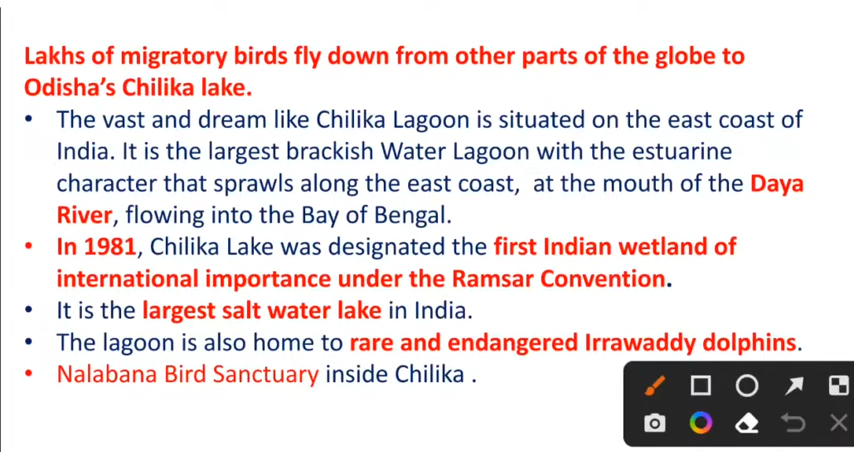 Lakhs of migratory birds fly down from other parts of the globe to
Odisha's Chilika lake.
• The vast and dream like Chilika Lagoon is situated on the east coast of
India. It is the largest brackish Water Lagoon with the estuarine
character that sprawls along the east coast,  at the mouth of the Daya
River, flowing into the Bay of Bengal.
• In 1981, Chilika Lake was designated the first Indian wetland of
international importance under the Ramsar Convention.
• It is the largest salt water lake in India.
• The lagoon is also home to rare and endangered Irrawaddy dolphins.
• Nalabana Bird Sanctuary inside Chilika .